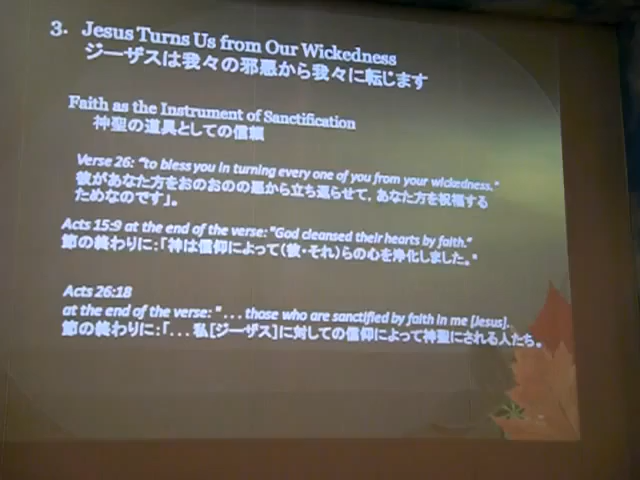 3. Jesus Turns Us from Our Wickedness
ジーザスは我々の邪悪から我々に転じます
Faith as the Instrument of Sanctification
神聖の道具としての信頼
Verse 26: "to bless you in turning every one of you from your wickedness."
彼があなた方をおのおのの悪から立ち返らせて，あなた方を祝福する
ためなのです」。
Acts 15:9 at the end of the verse: "God cleansed their hearts by faith."
節の終わりに：「神は信仰によって（彼・それ）らの心を浄化しました。"
Acts 26:18
at the end of the verse: " . . . those who are sanctified by faith in me [Jesus].
節の終わりに：「. . . 私[ジーザス]に対しての信仰によって神聖にされる人たち。